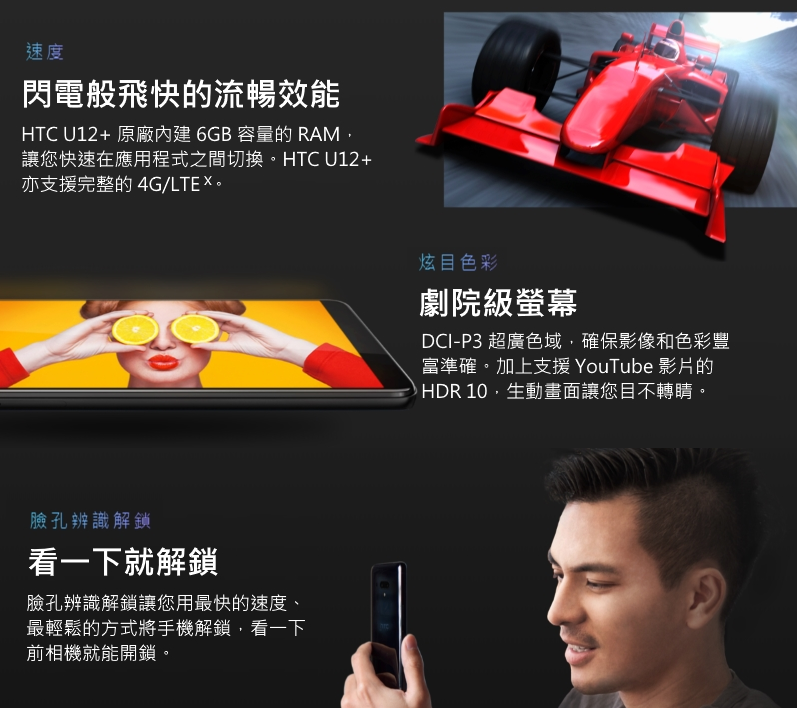 速度
閃電般飛快的流暢效能
HTC U12+ 原廠內建 6GB 容量的 RAM，
讓您快速在應用程式之間切換。HTC U12+
亦支援完整的 4G/LTE X。
炫目色彩
劇院級螢幕
DCI-P3 超廣色域，確保影像和色彩豐
富準確。加上支援 YouTube 影片的
HDR 10，生動畫面讓您目不轉睛。
臉孔辨識解鎖
看一下就解鎖
臉孔辨識解鎖讓您用最快的速度、
最輕鬆的方式將手機解鎖，看一下
前相機就能開鎖。